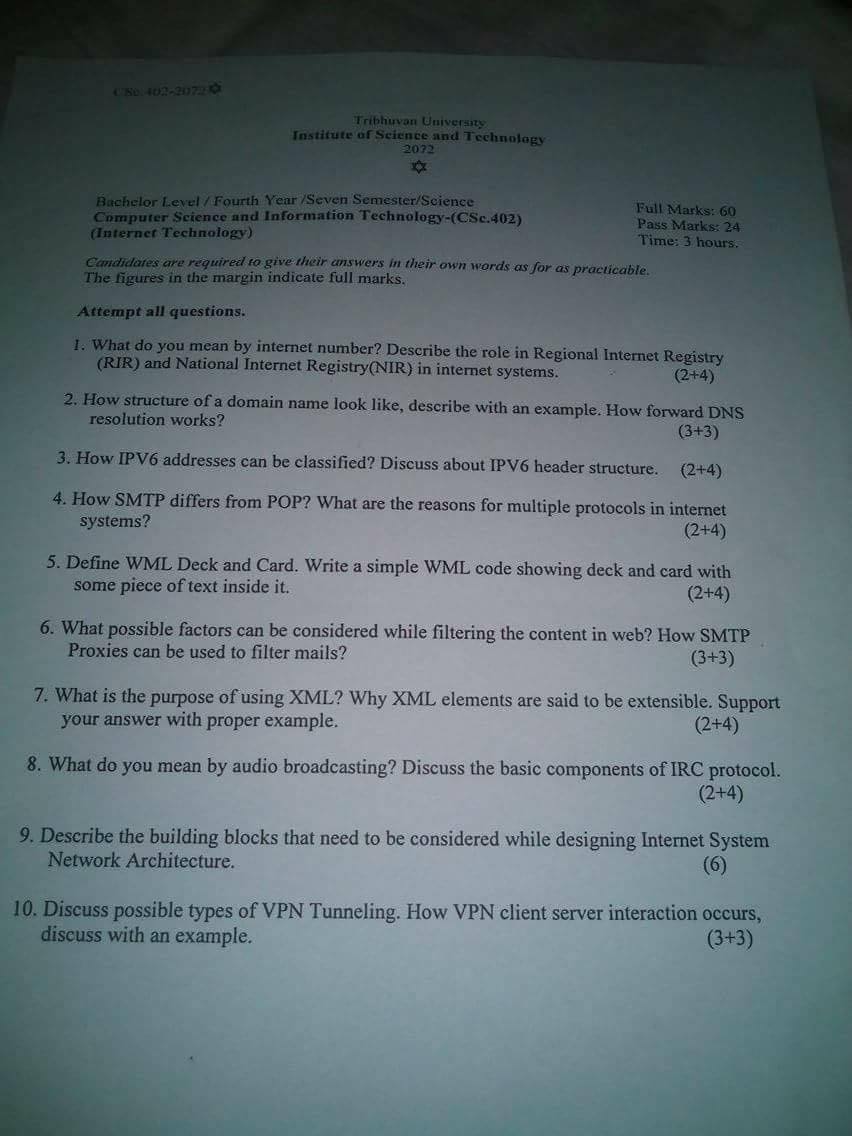 CSc.402-2072✡
Tribhuvan University
Institute of Science and Technology
2072
✡
Bachelor Level / Fourth Year /Seven Semester/Science
Full Marks: 60
Computer Science and Information Technology-(CSc.402)
Pass Marks: 24
(Internet Technology)
Time: 3 hours.
Candidates are required to give their answers in their own words as for as practicable.
The figures in the margin indicate full marks.
Attempt all questions.
1. What do you mean by internet number? Describe the role in Regional Internet Registry
(RIR) and National Internet Registry(NIR) in internet systems. (2+4)
2. How structure of a domain name look like, describe with an example. How forward DNS
resolution works? (3+3)
3. How IPV6 addresses can be classified? Discuss about IPV6 header structure. (2+4)
4. How SMTP differs from POP? What are the reasons for multiple protocols in internet
systems? (2+4)
5. Define WML Deck and Card. Write a simple WML code showing deck and card with
some piece of text inside it. (2+4)
6. What possible factors can be considered while filtering the content in web? How SMTP
Proxies can be used to filter mails? (3+3)
7. What is the purpose of using XML? Why XML elements are said to be extensible. Support
your answer with proper example. (2+4)
8. What do you mean by audio broadcasting? Discuss the basic components of IRC protocol.
(2+4)
9. Describe the building blocks that need to be considered while designing Internet System
Network Architecture. (6)
10. Discuss possible types of VPN Tunneling. How VPN client server interaction occurs,
discuss with an example. (3+3)